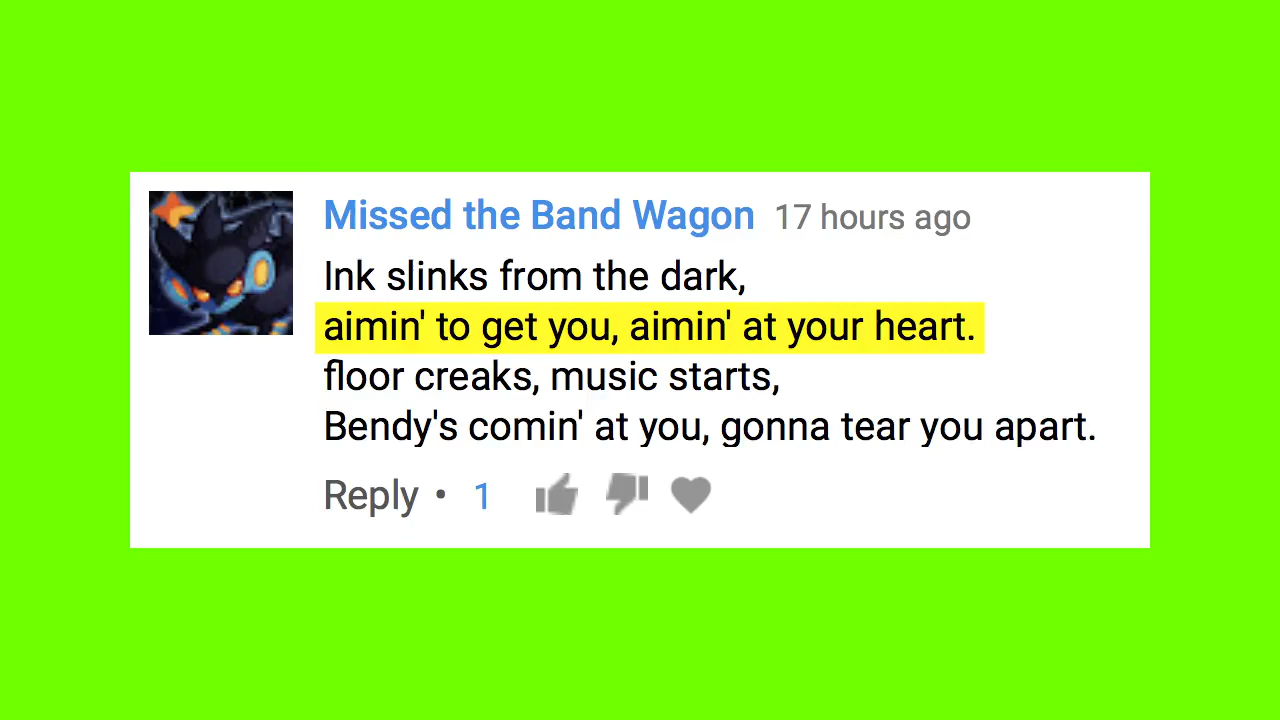 Missed the Band Wagon 17 hours ago
Ink slinks from the dark,
aimin' to get you, aimin' at your heart.
floor creaks, music starts,
Bendy's comin' at you, gonna tear you apart.
Reply • 1